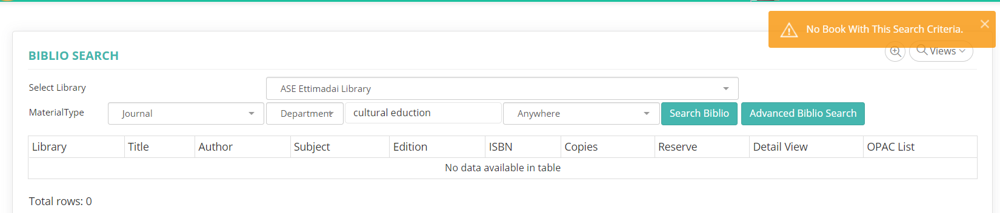 No Book With This Search Criteria.
BIBLIO SEARCH
Views
Select Library ASE Ettimadai Library
MaterialType Journal Department cultural eduction Anywhere Search Biblio Advanced Biblio Search
Library Title Author Subject Edition ISBN Copies Reserve Detail View OPAC List
No data available in table
Total rows: 0